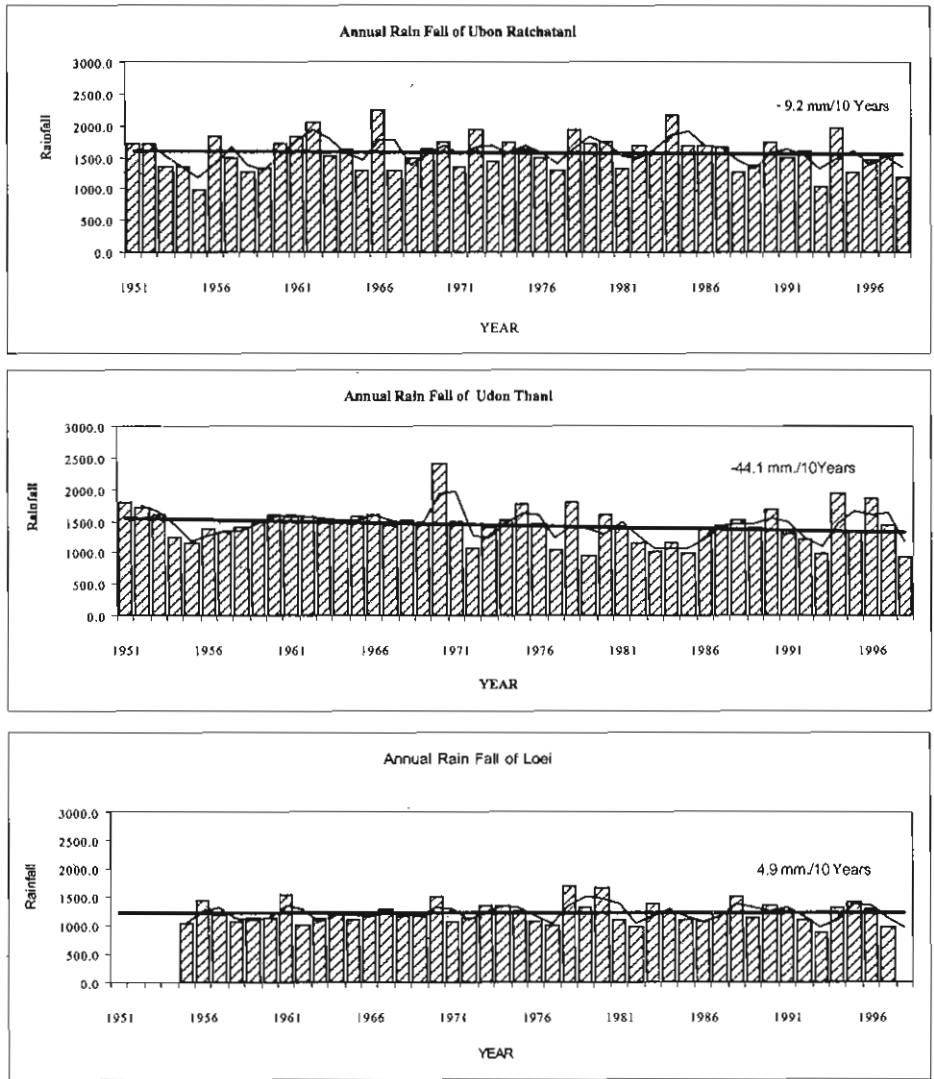 Annual Rain Fall of Ubon Ratchatani
3000.0
2500.0
2000.0
1500.0
1000.0
500.0
0.0
Rainfall
- 9.2 mm/10 Years
1951 1956 1961 1966 1971 1976 1981 1986 1991 1996
YEAR
Annual Rain Fall of Udon Thani
3000.0
2500.0
2000.0
1500.0
1000.0
500.0
0.0
Rainfall
-44.1 mm./10Years
1951 1956 1961 1966 1971 1976 1981 1986 1991 1996
YEAR
Annual Rain Fall of Loei
3000.0
2500.0
2000.0
1500.0
1000.0
500.0
0.0
Rainfall
4.9 mm./10 Years
1951 1956 1961 1966 1971 1976 1981 1986 1991 1996
YEAR